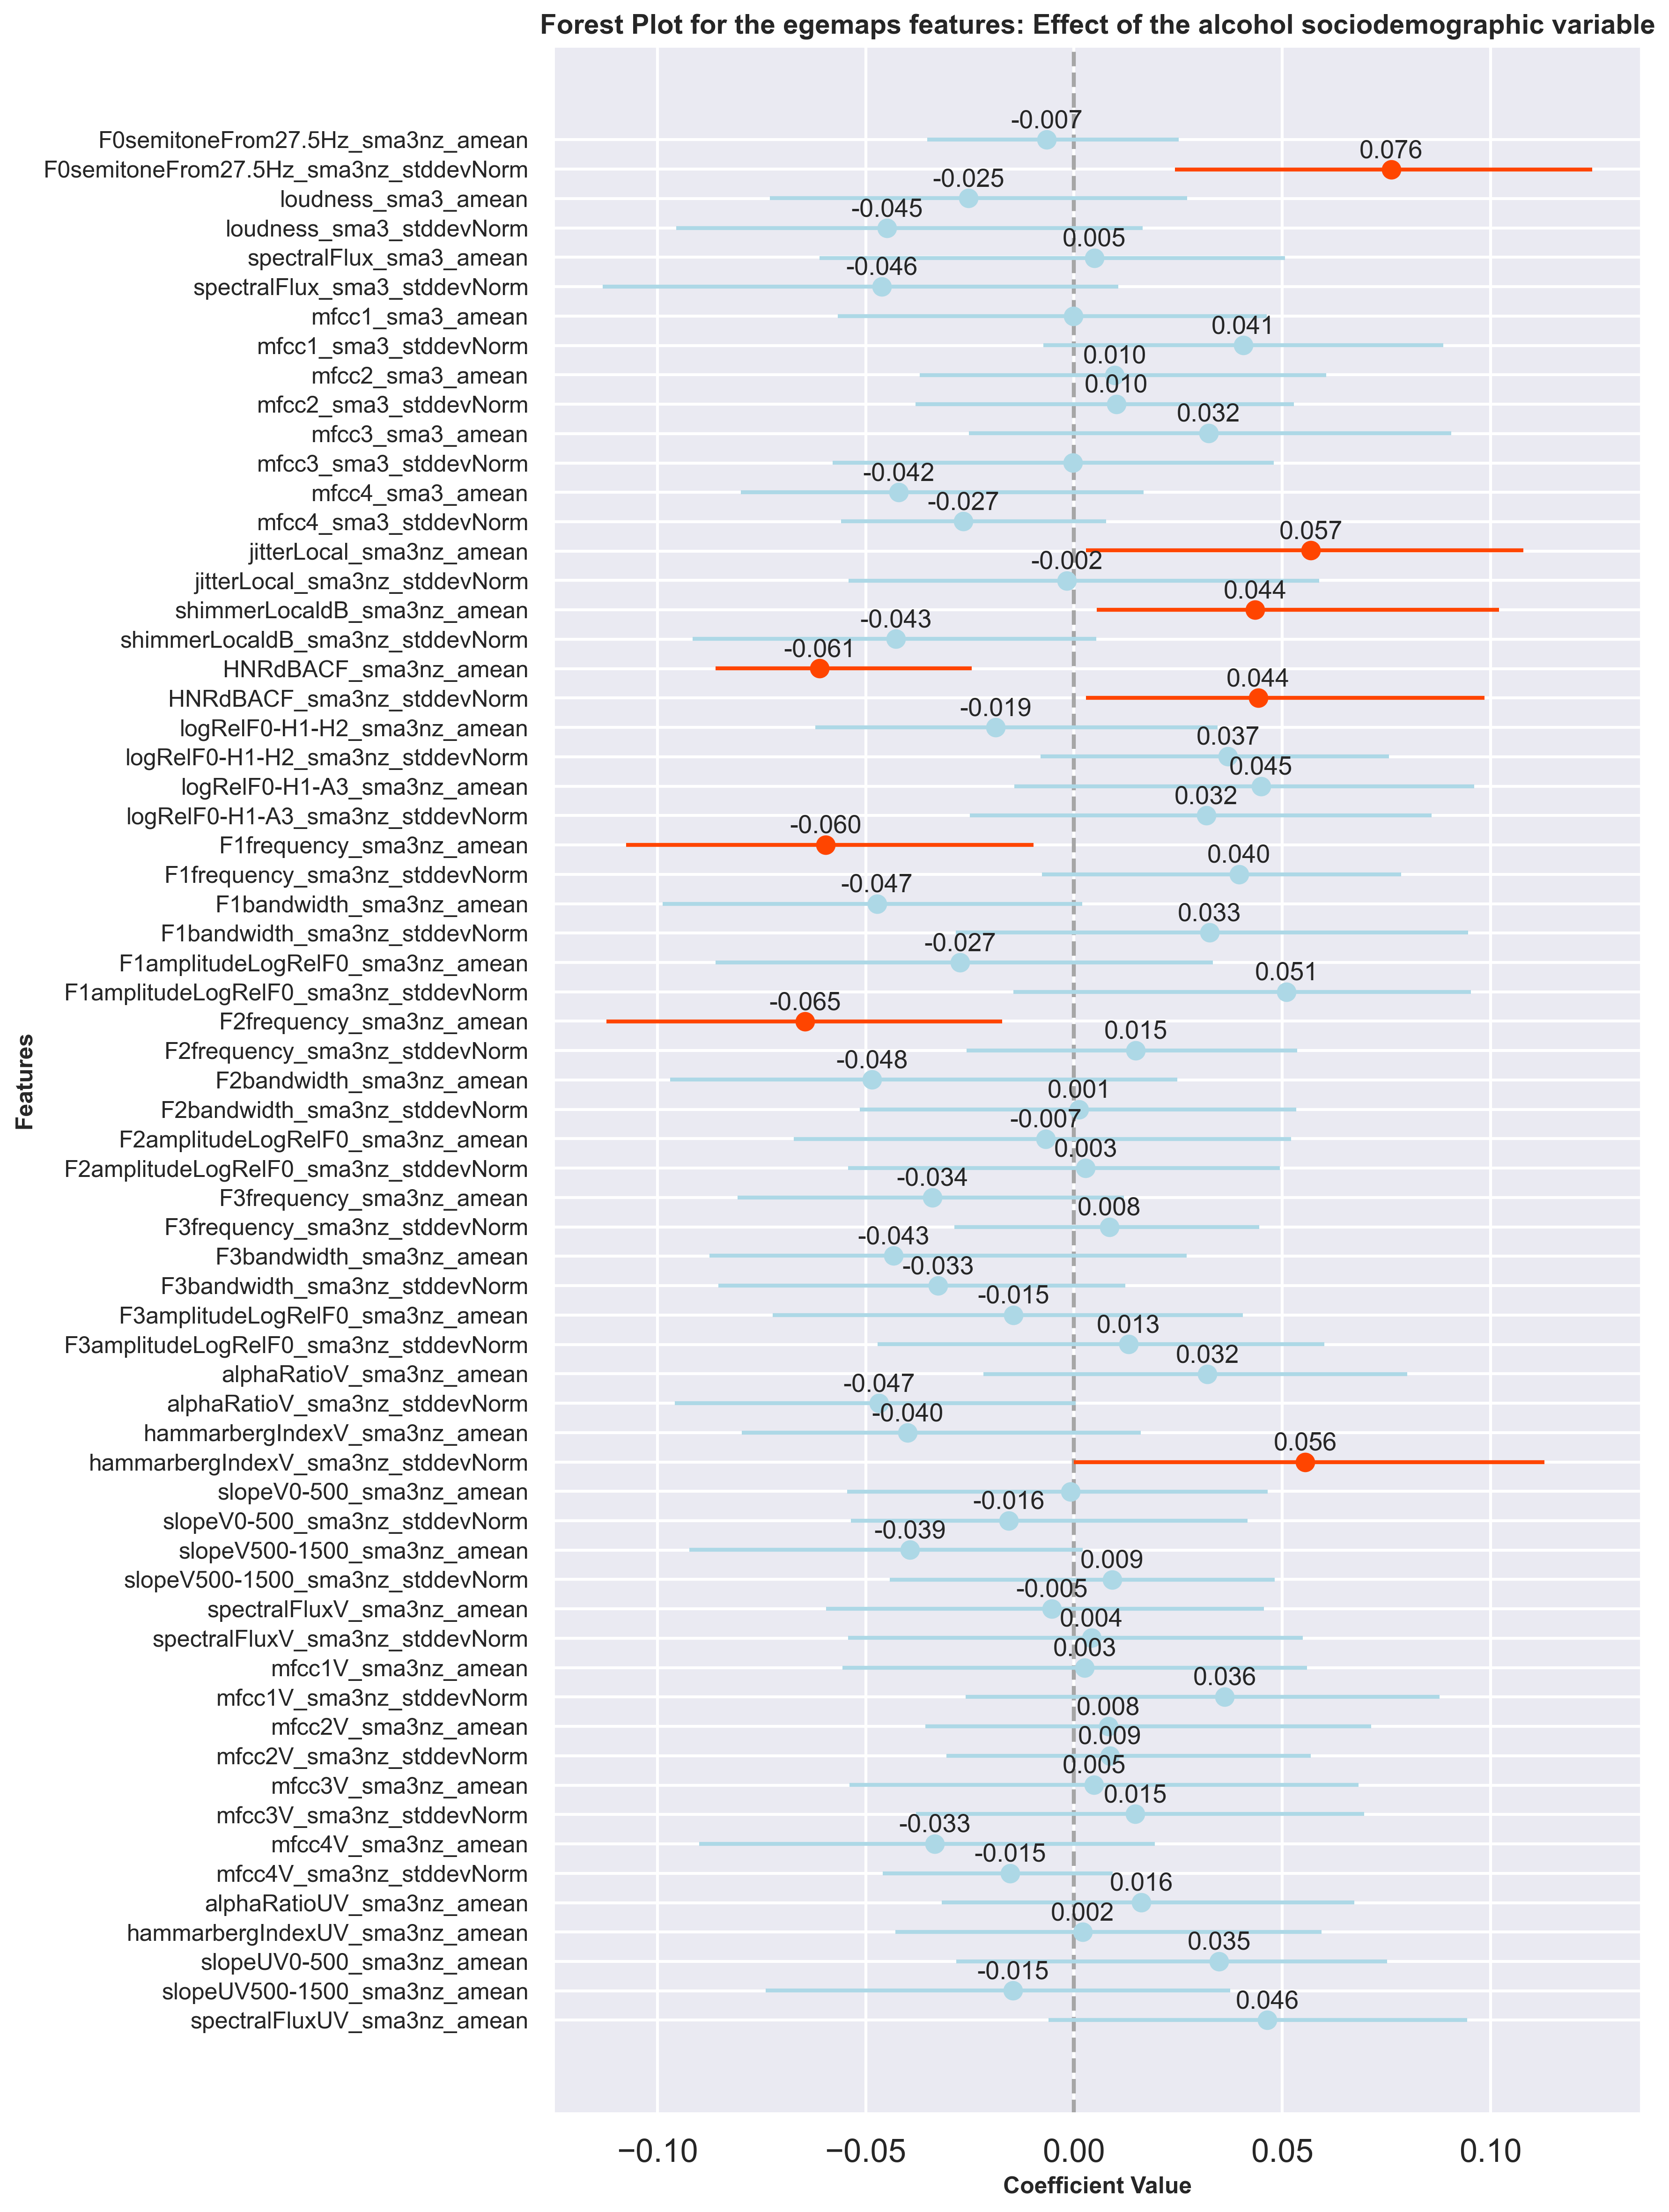 Forest Plot for the egemaps features: Effect of the alcohol sociodemographic variable
F0semitoneFrom27.5Hz_sma3nz_amean -0.007
F0semitoneFrom27.5Hz_sma3nz_stddevNorm 0.076
loudness_sma3_amean -0.025
loudness_sma3_stddevNorm -0.045
spectralFlux_sma3_amean 0.005
spectralFlux_sma3_stddevNorm -0.046
mfcc1_sma3_amean
mfcc1_sma3_stddevNorm 0.041
mfcc2_sma3_amean 0.010
mfcc2_sma3_stddevNorm 0.010
mfcc3_sma3_amean 0.032
mfcc3_sma3_stddevNorm
mfcc4_sma3_amean -0.042
mfcc4_sma3_stddevNorm -0.027
jitterLocal_sma3nz_amean 0.057
jitterLocal_sma3nz_stddevNorm -0.002
shimmerLocaldB_sma3nz_amean 0.044
shimmerLocaldB_sma3nz_stddevNorm -0.043
HNRdBACF_sma3nz_amean -0.061
HNRdBACF_sma3nz_stddevNorm 0.044
logRelF0-H1-H2_sma3nz_amean -0.019
logRelF0-H1-H2_sma3nz_stddevNorm 0.037
logRelF0-H1-A3_sma3nz_amean 0.045
logRelF0-H1-A3_sma3nz_stddevNorm 0.032
F1frequency_sma3nz_amean -0.060
F1frequency_sma3nz_stddevNorm 0.040
F1bandwidth_sma3nz_amean -0.047
F1bandwidth_sma3nz_stddevNorm 0.033
F1amplitudeLogRelF0_sma3nz_amean -0.027
F1amplitudeLogRelF0_sma3nz_stddevNorm 0.051
F2frequency_sma3nz_amean -0.065
F2frequency_sma3nz_stddevNorm 0.015
F2bandwidth_sma3nz_amean -0.048
F2bandwidth_sma3nz_stddevNorm 0.001
F2amplitudeLogRelF0_sma3nz_amean -0.007
F2amplitudeLogRelF0_sma3nz_stddevNorm 0.003
F3frequency_sma3nz_amean -0.034
F3frequency_sma3nz_stddevNorm 0.008
F3bandwidth_sma3nz_amean -0.043
F3bandwidth_sma3nz_stddevNorm -0.033
F3amplitudeLogRelF0_sma3nz_amean -0.015
F3amplitudeLogRelF0_sma3nz_stddevNorm 0.013
alphaRatioV_sma3nz_amean 0.032
alphaRatioV_sma3nz_stddevNorm -0.047
hammarbergIndexV_sma3nz_amean -0.040
hammarbergIndexV_sma3nz_stddevNorm 0.056
slopeV0-500_sma3nz_amean
slopeV0-500_sma3nz_stddevNorm -0.016
slopeV500-1500_sma3nz_amean -0.039
slopeV500-1500_sma3nz_stddevNorm 0.009
spectralFluxV_sma3nz_amean -0.005
spectralFluxV_sma3nz_stddevNorm 0.004
mfcc1V_sma3nz_amean 0.003
mfcc1V_sma3nz_stddevNorm 0.036
mfcc2V_sma3nz_amean 0.008
mfcc2V_sma3nz_stddevNorm 0.009
mfcc3V_sma3nz_amean 0.005
mfcc3V_sma3nz_stddevNorm 0.015
mfcc4V_sma3nz_amean -0.033
mfcc4V_sma3nz_stddevNorm -0.015
alphaRatioUV_sma3nz_amean 0.016
hammarbergIndexUV_sma3nz_amean 0.002
slopeUV0-500_sma3nz_amean 0.035
slopeUV500-1500_sma3nz_amean -0.015
spectralFluxUV_sma3nz_amean 0.046
Features
−0.10 −0.05 0.00 0.05 0.10
Coefficient Value